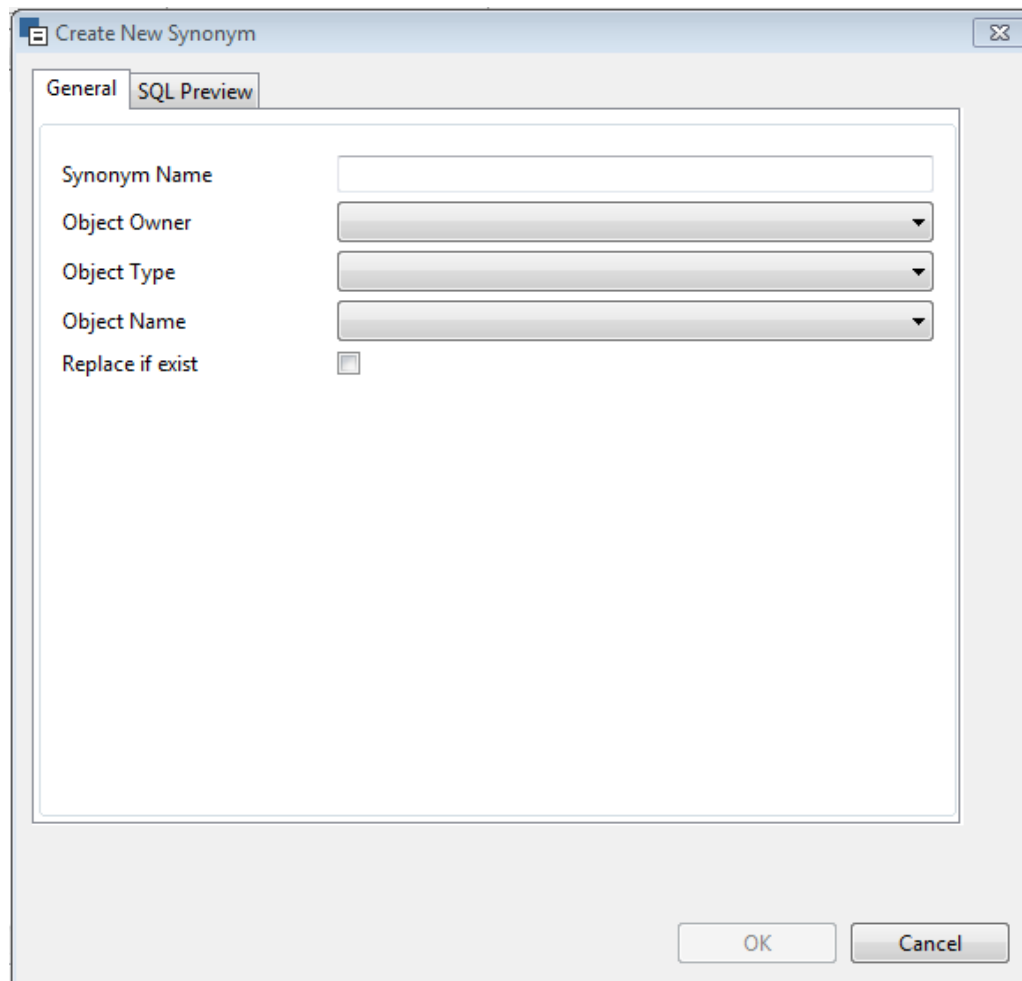 Create New Synonym
General
SQL Preview
Synonym Name
Object Owner
Object Type
Object Name
Replace if exist
OK
Cancel